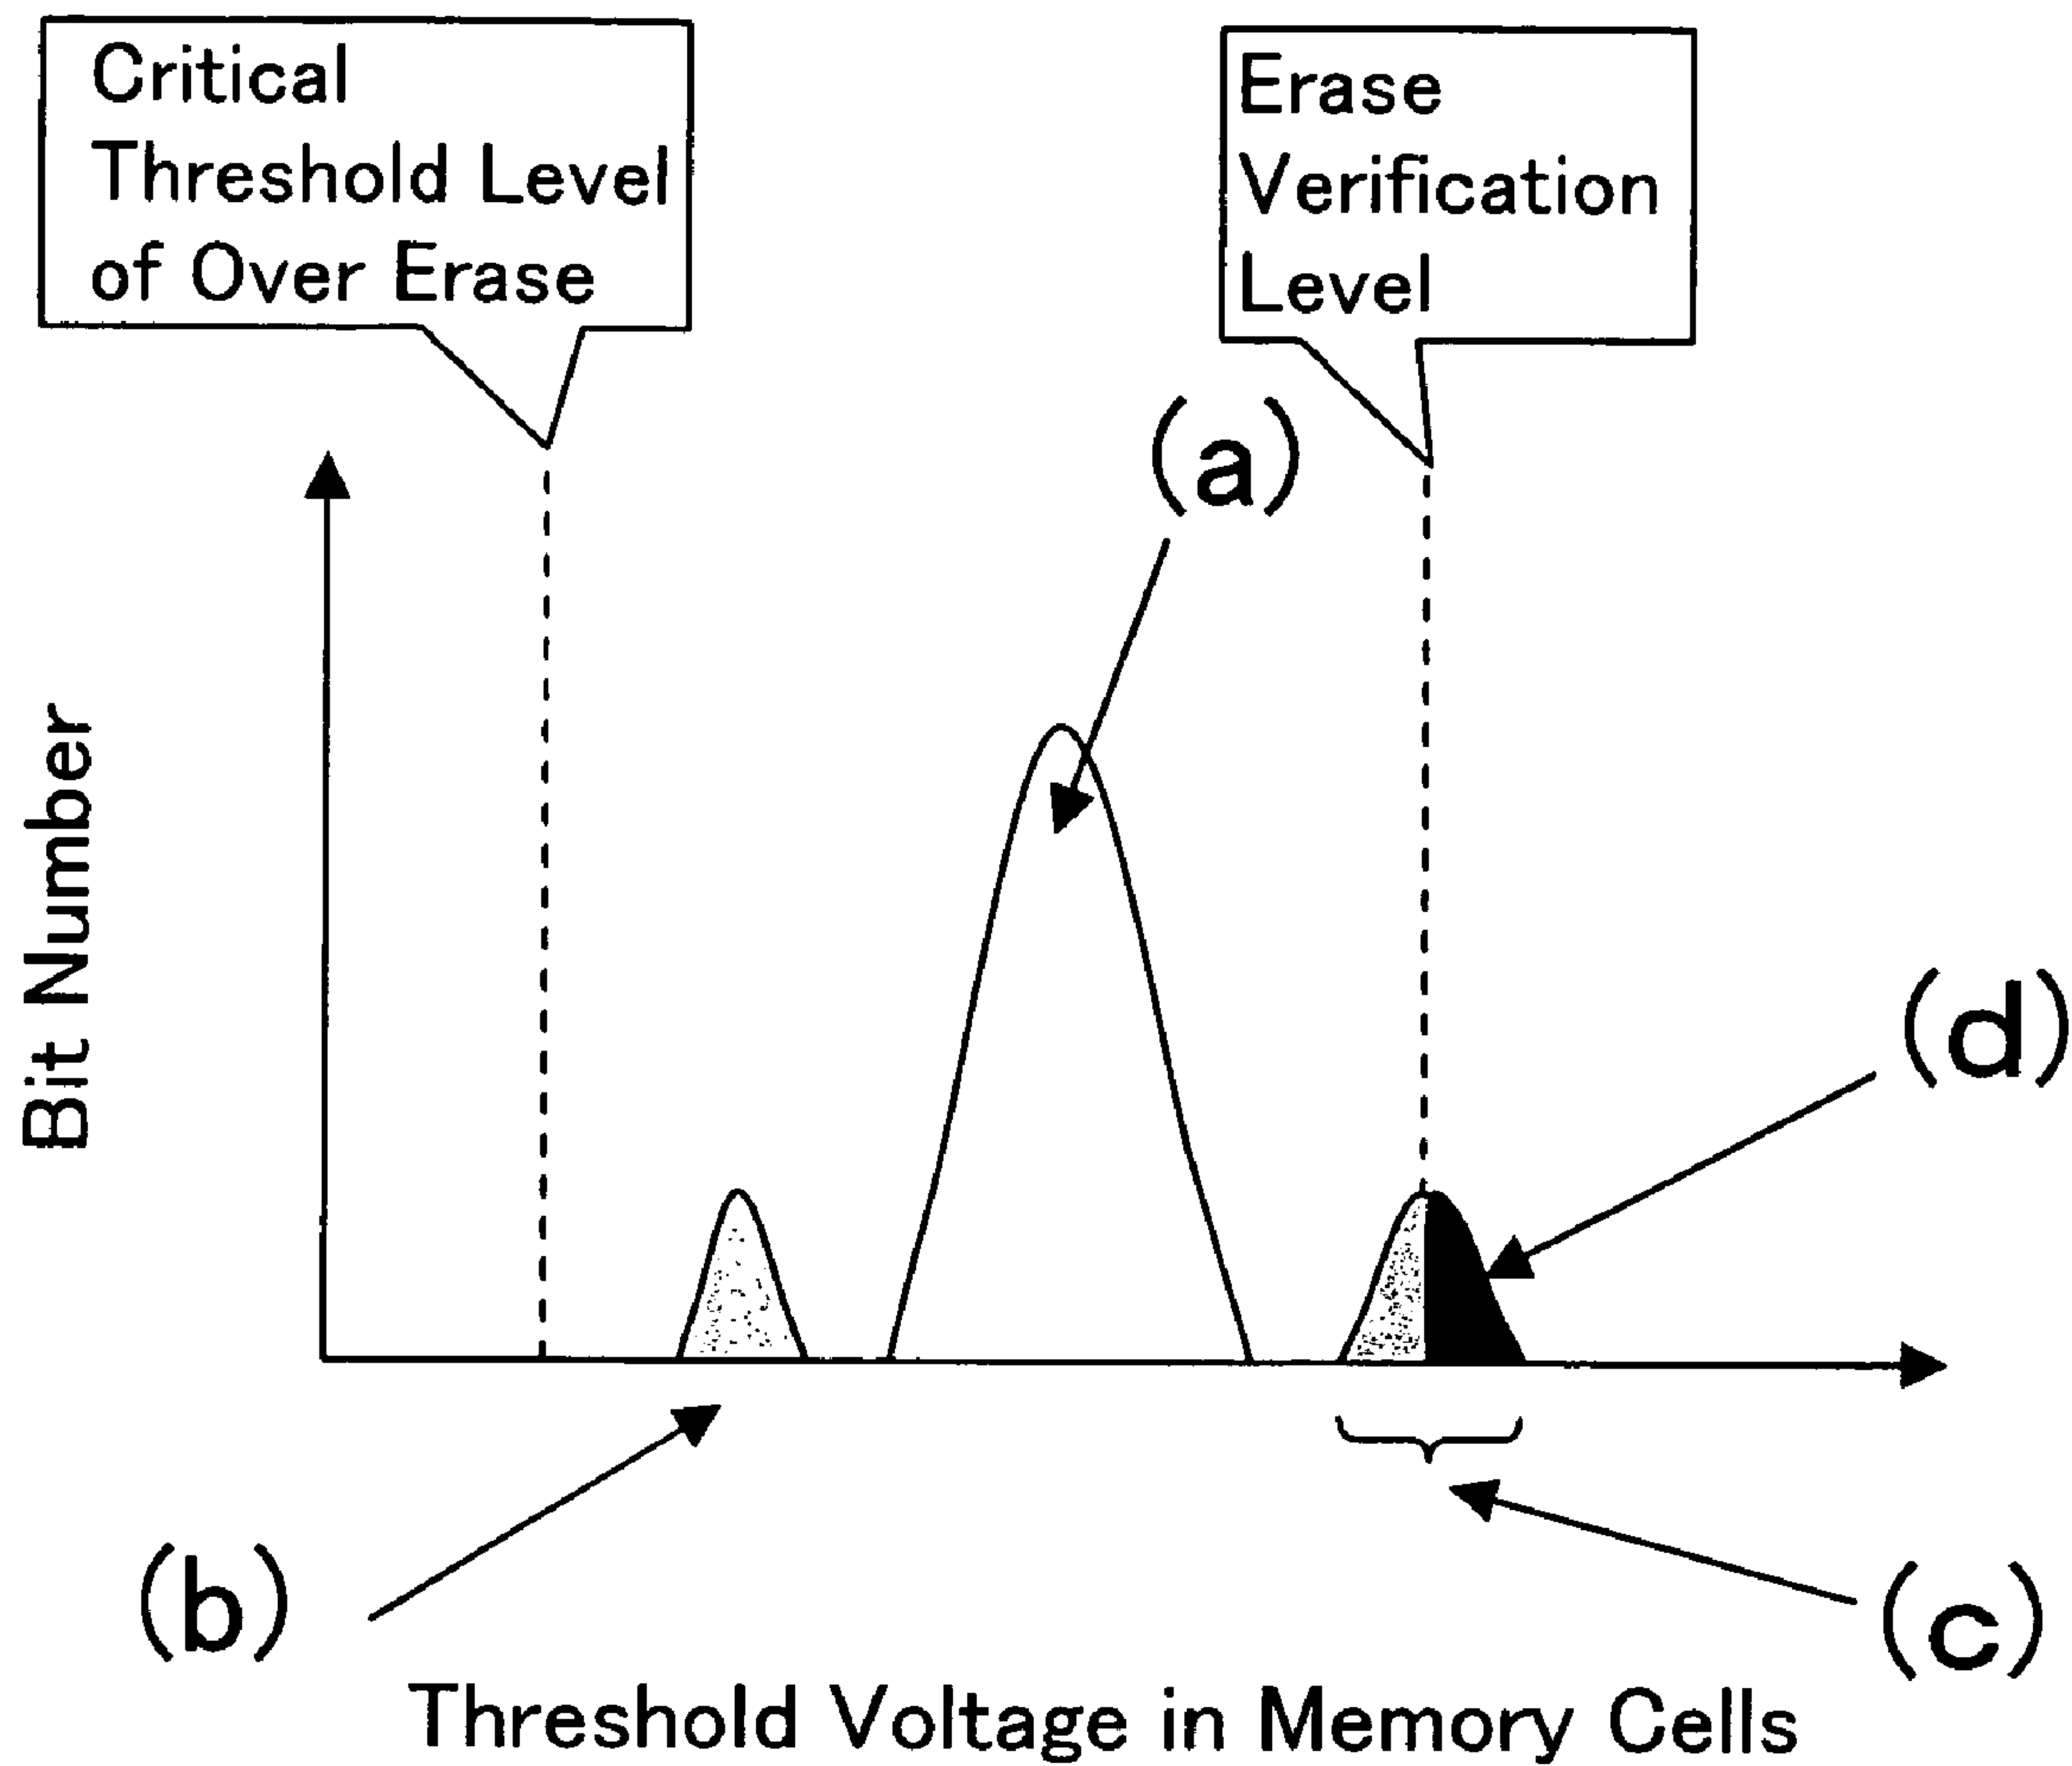 Critical
Threshold Level
of Over Erase
Erase
Verification
Level
(a)
(d)
Bit Number
(b)
(c)
Threshold Voltage in Memory Cells